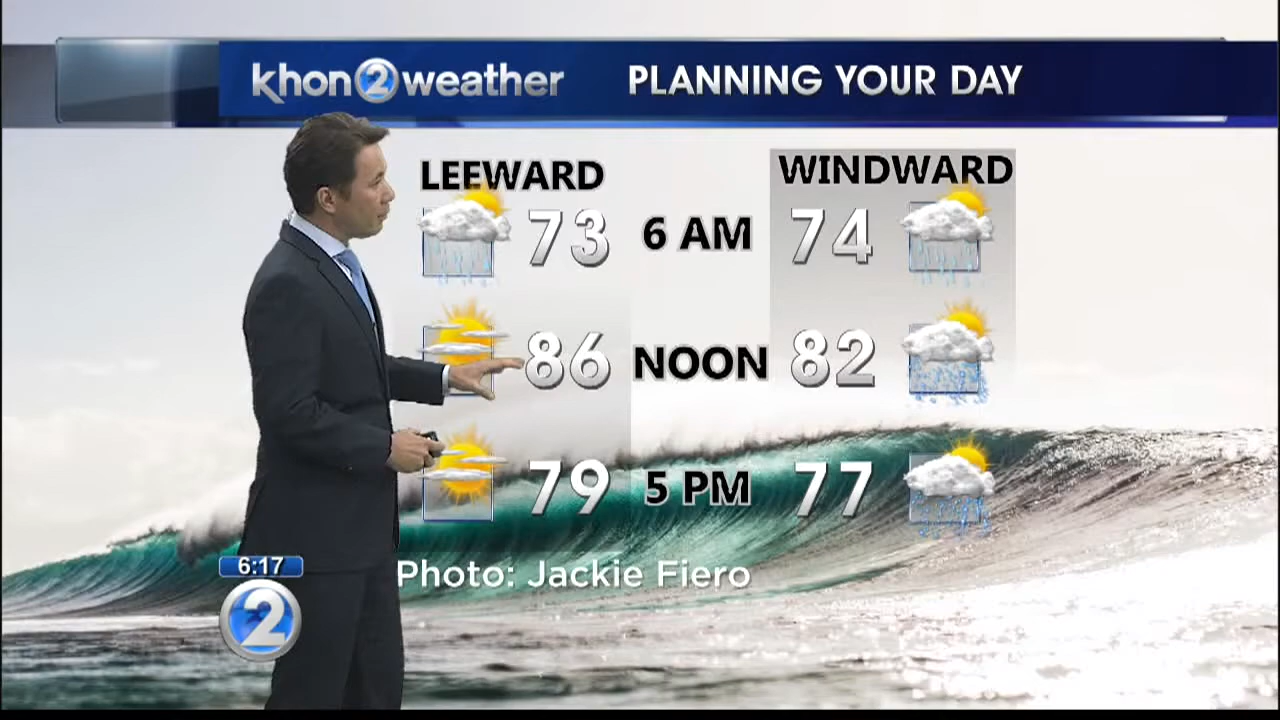 khon2weather PLANNING YOUR DAY
LEEWARD WINDWARD
73 6 AM 74
86 NOON 82
79 5 PM 77
6:17
Photo: Jackie Fiero
2